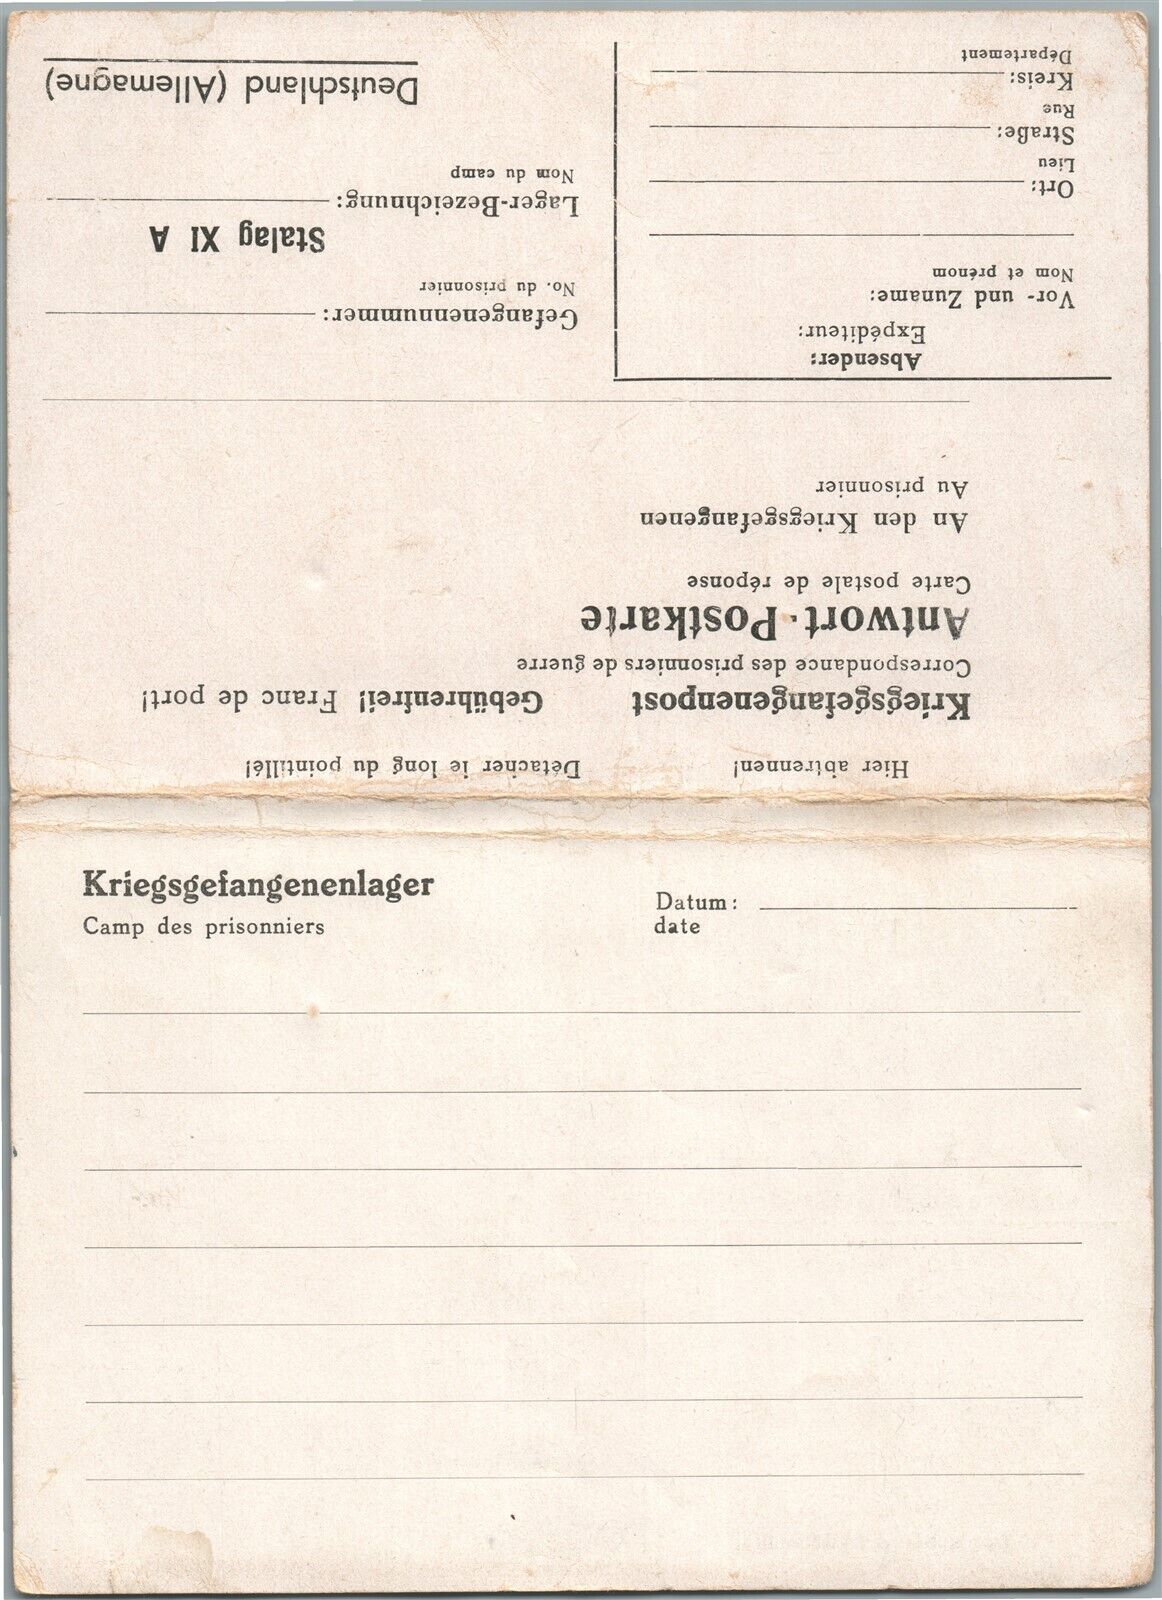 Hier abtrennen! Détacher le long du pointillé!
Kriegsgefangenenpost Gebührenfrei! Franc de port!
Correspondance des prisonniers de guerre
Antwort-Postkarte
Carte postale de réponse
An den Kriegsgefangenen
Au prisonnier
Absender:
Expéditeur:
Vor- und Zuname:
Nom et prénom
Ort:
Lieu
Straße:
Rue
Kreis:
Département
Gefangenennummer:
No. du prisonnier
Stalag XI A
Lager-Bezeichnung:
Nom du camp
Deutschland (Allemagne)
Kriegsgefangenenlager
Camp des prisonniers
Datum:
date